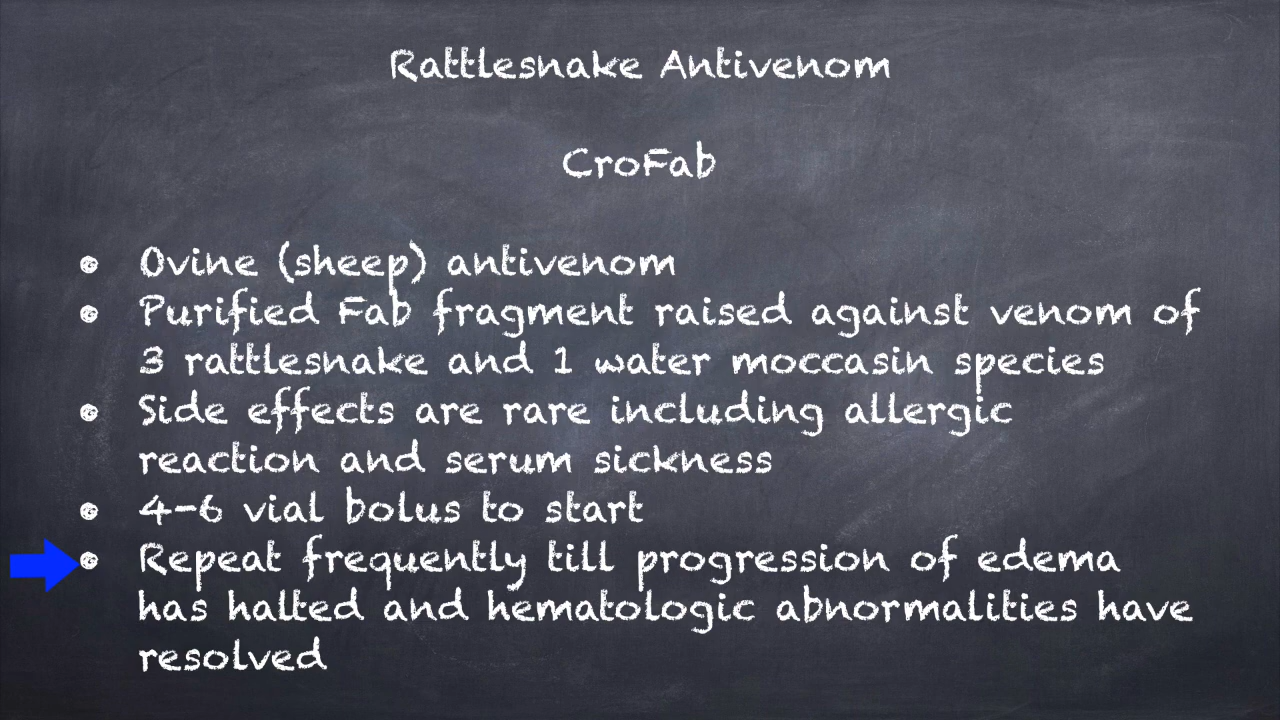 Rattlesnake Antivenom
CroFab
Ovine (sheep) antivenom
Purified Fab fragment raised against venom of
3 rattlesnake and 1 water moccasin species
Side effects are rare including allergic
reaction and serum sickness
4-6 vial bolus to start
Repeat frequently till progression of edema
has halted and hematologic abnormalities have
resolved